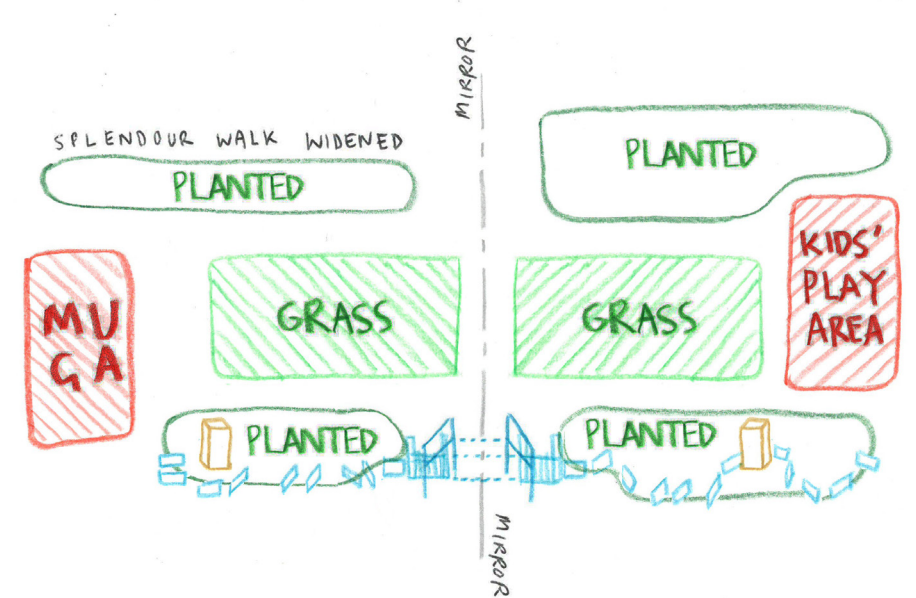 MIRROR
SPLENDOUR WALK WIDENED
PLANTED
PLANTED
MU
GA
GRASS
GRASS
KIDS'
PLAY
AREA
PLANTED
PLANTED
MIRROR